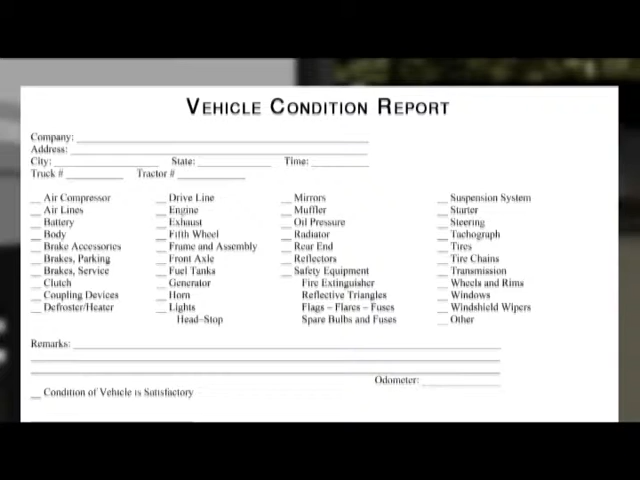 VEHICLE CONDITION REPORT
Company:
Address:
City: State: Time:
Truck # Tractor #
Air Compressor Drive Line Mirrors Suspension System
Air Lines Engine Muffler Starter
Battery Exhaust Oil Pressure Steering
Body Fifth Wheel Radiator Tachograph
Brake Accessories Frame and Assembly Rear End Tires
Brakes, Parking Front Axle Reflectors Tire Chains
Brakes, Service Fuel Tanks Safety Equipment Transmission
Clutch Generator Fire Extinguisher Wheels and Rims
Coupling Devices Horn Reflective Triangles Windows
Defroster/Heater Lights Flags – Flares – Fuses Windshield Wipers
Head–Stop Spare Bulbs and Fuses Other
Remarks:
Odometer:
Condition of Vehicle is Satisfactory